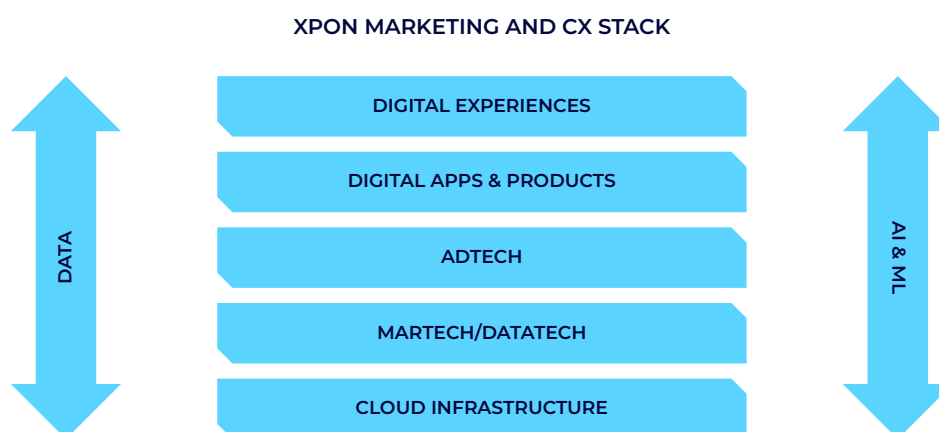 XPON MARKETING AND CX STACK
DIGITAL EXPERIENCES
DIGITAL APPS & PRODUCTS
ADTECH
MARTECH/DATATECH
CLOUD INFRASTRUCTURE
DATA
AI & ML